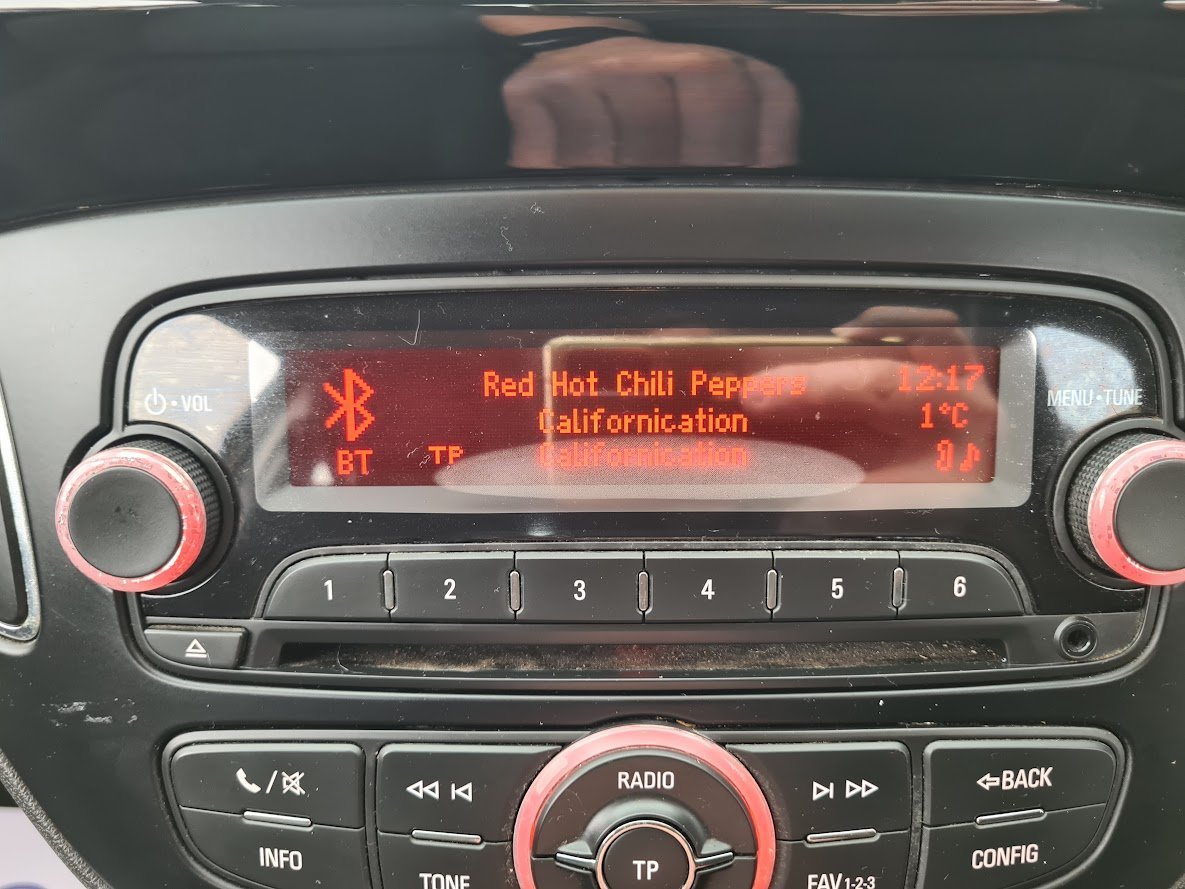 Red Hot Chili Peppers 12:17
Californication 1°C
BT TP Californication
VOL
MENU•TUNE
1 2 3 4 5 6
RADIO
BACK
INFO
TONE
TP
FAV 1-2-3
CONFIG